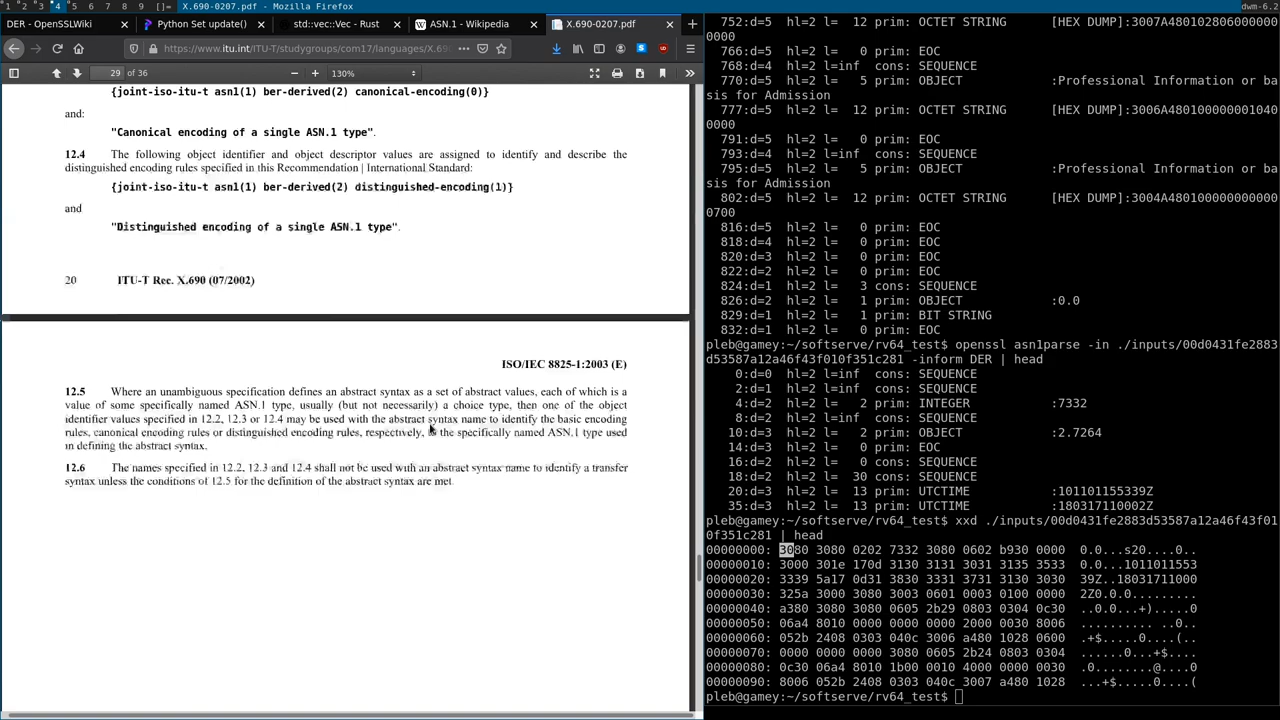 1 2 3 4 5 6 7 8 9 []= X.690-0207.pdf - Mozilla Firefox
dwm-6.2
DER - OpenSSLWiki
Python Set update()
std::vec::Vec - Rust
ASN.1 - Wikipedia
X.690-0207.pdf
https://www.itu.int/ITU-T/studygroups/com17/languages/X.69
29 of 36
130%
{joint-iso-itu-t asn1(1) ber-derived(2) canonical-encoding(0)}
and:
"Canonical encoding of a single ASN.1 type".
12.4 The following object identifier and object descriptor values are assigned to identify and describe the
distinguished encoding rules specified in this Recommendation | International Standard:
{joint-iso-itu-t asn1(1) ber-derived(2) distinguished-encoding(1)}
and
"Distinguished encoding of a single ASN.1 type".
20 ITU-T Rec. X.690 (07/2002)
ISO/IEC 8825-1:2003 (E)
12.5 Where an unambiguous specification defines an abstract syntax as a set of abstract values, each of which is a
value of some specifically named ASN.1 type, usually (but not necessarily) a choice type, then one of the object
identifier values specified in 12.2, 12.3 or 12.4 may be used with the abstract syntax name to identify the basic encoding
rules, canonical encoding rules or distinguished encoding rules, respectively, to the specifically named ASN.1 type used
in defining the abstract syntax.
12.6 The names specified in 12.2, 12.3 and 12.4 shall not be used with an abstract syntax name to identify a transfer
syntax unless the conditions of 12.5 for the definition of the abstract syntax are met.
752:d=5 hl=2 l= 12 prim: OCTET STRING [HEX DUMP]:3007A480102806000000
0000
766:d=5 hl=2 l= 0 prim: EOC
768:d=4 hl=2 l=inf cons: SEQUENCE
770:d=5 hl=2 l= 5 prim: OBJECT :Professional Information or ba
sis for Admission
777:d=5 hl=2 l= 12 prim: OCTET STRING [HEX DUMP]:3006A480100000001040
0000
791:d=5 hl=2 l= 0 prim: EOC
793:d=4 hl=2 l=inf cons: SEQUENCE
795:d=5 hl=2 l= 5 prim: OBJECT :Professional Information or ba
sis for Admission
802:d=5 hl=2 l= 12 prim: OCTET STRING [HEX DUMP]:3004A480100000000000
0700
816:d=5 hl=2 l= 0 prim: EOC
818:d=4 hl=2 l= 0 prim: EOC
820:d=3 hl=2 l= 0 prim: EOC
822:d=2 hl=2 l= 0 prim: EOC
824:d=1 hl=2 l= 3 cons: SEQUENCE
826:d=2 hl=2 l= 1 prim: OBJECT :0.0
829:d=1 hl=2 l= 1 prim: BIT STRING
832:d=1 hl=2 l= 0 prim: EOC
pleb@gamey:~/softserve/rv64_test$ openssl asn1parse -in ./inputs/00d0431fe2883
d53587a12a46f43f010f351c281 -inform DER | head
0:d=0 hl=2 l=inf cons: SEQUENCE
2:d=1 hl=2 l=inf cons: SEQUENCE
4:d=2 hl=2 l= 2 prim: INTEGER :7332
8:d=2 hl=2 l=inf cons: SEQUENCE
10:d=3 hl=2 l= 2 prim: OBJECT :2.7264
14:d=3 hl=2 l= 0 prim: EOC
16:d=2 hl=2 l= 0 cons: SEQUENCE
18:d=2 hl=2 l= 30 cons: SEQUENCE
20:d=3 hl=2 l= 13 prim: UTCTIME :101101155339Z
35:d=3 hl=2 l= 13 prim: UTCTIME :180317110002Z
pleb@gamey:~/softserve/rv64_test$ xxd ./inputs/00d0431fe2883d53587a12a46f43f01
0f351c281 | head
00000000: 3080 3080 0202 7332 3080 0602 b930 0000 0.0...s20....0..
00000010: 3000 301e 170d 3130 3131 3031 3135 3533 0.0...1011011553
00000020: 3339 5a17 0d31 3830 3331 3731 3130 3030 39Z..18031711000
00000030: 325a 3000 3080 3003 0601 0003 0100 0000 2Z0.0.0.........
00000040: a380 3080 3080 0605 2b29 0803 0304 0c30 ..0.0...+).....0
00000050: 06a4 8010 0000 0000 0000 2000 0030 8006 .......... ..0..
00000060: 052b 2408 0303 040c 3006 a480 1028 0600 .+$.....0....(..
00000070: 0000 0000 0000 3080 0605 2b24 0803 0304 ......0...+$....
00000080: 0c30 06a4 8010 1b00 0010 4000 0000 0030 .0........@....0
00000090: 8006 052b 2408 0303 040c 3007 a480 1028 ...+$.....0....(
pleb@gamey:~/softserve/rv64_test$